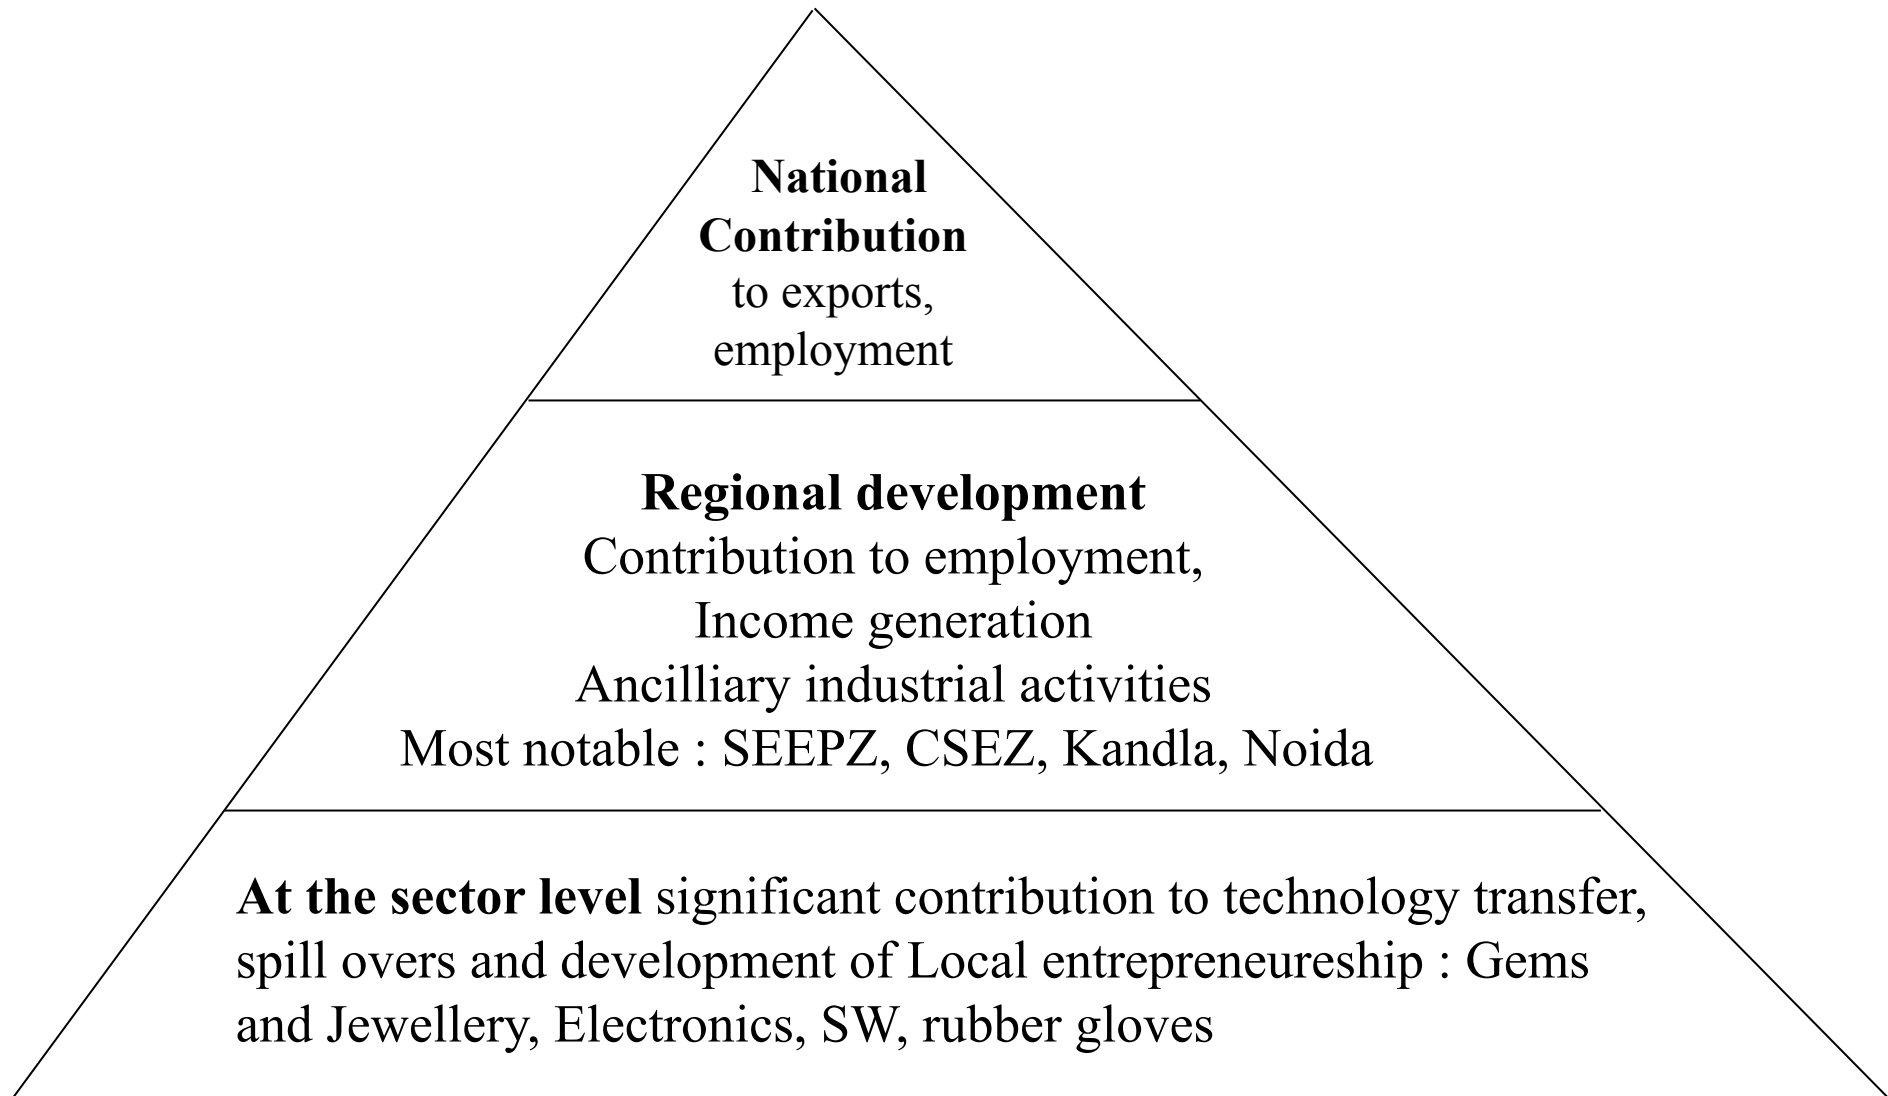 National
Contribution
to exports,
employment
Regional development
Contribution to employment,
Income generation
Ancilliary industrial activities
Most notable : SEEPZ, CSEZ, Kandla, Noida
At the sector level significant contribution to technology transfer,
spill overs and development of Local entrepreneureship : Gems
and Jewellery, Electronics, SW, rubber gloves